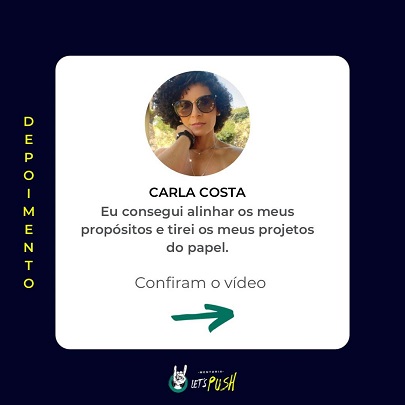 DEPOIMENTO
CARLA COSTA
Eu consegui alinhar os meus
propósitos e tirei os meus projetos
do papel.
Confiram o vídeo
MENTORIA
LET'S PUSH